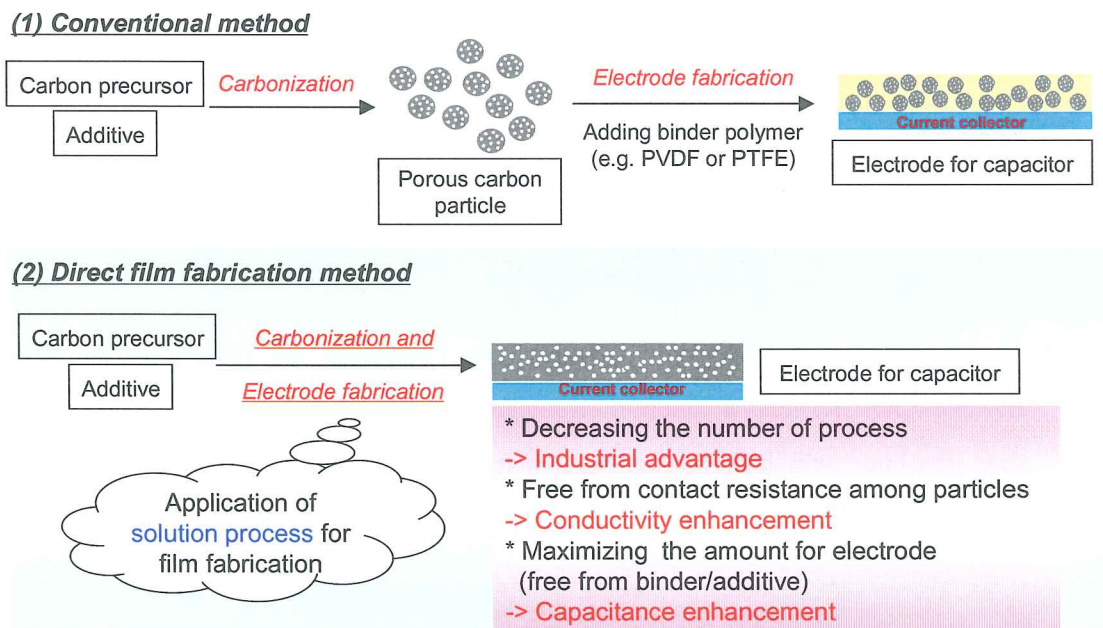 (1) Conventional method
Carbon precursor
Additive
Carbonization
Porous carbon
particle
Electrode fabrication
Adding binder polymer
(e.g. PVDF or PTFE)
Current collector
Electrode for capacitor
(2) Direct film fabrication method
Carbon precursor
Additive
Carbonization and
Electrode fabrication
Current collector
Electrode for capacitor
Application of
solution process for
film fabrication
* Decreasing the number of process
-> Industrial advantage
* Free from contact resistance among particles
-> Conductivity enhancement
* Maximizing the amount for electrode
(free from binder/additive)
-> Capacitance enhancement